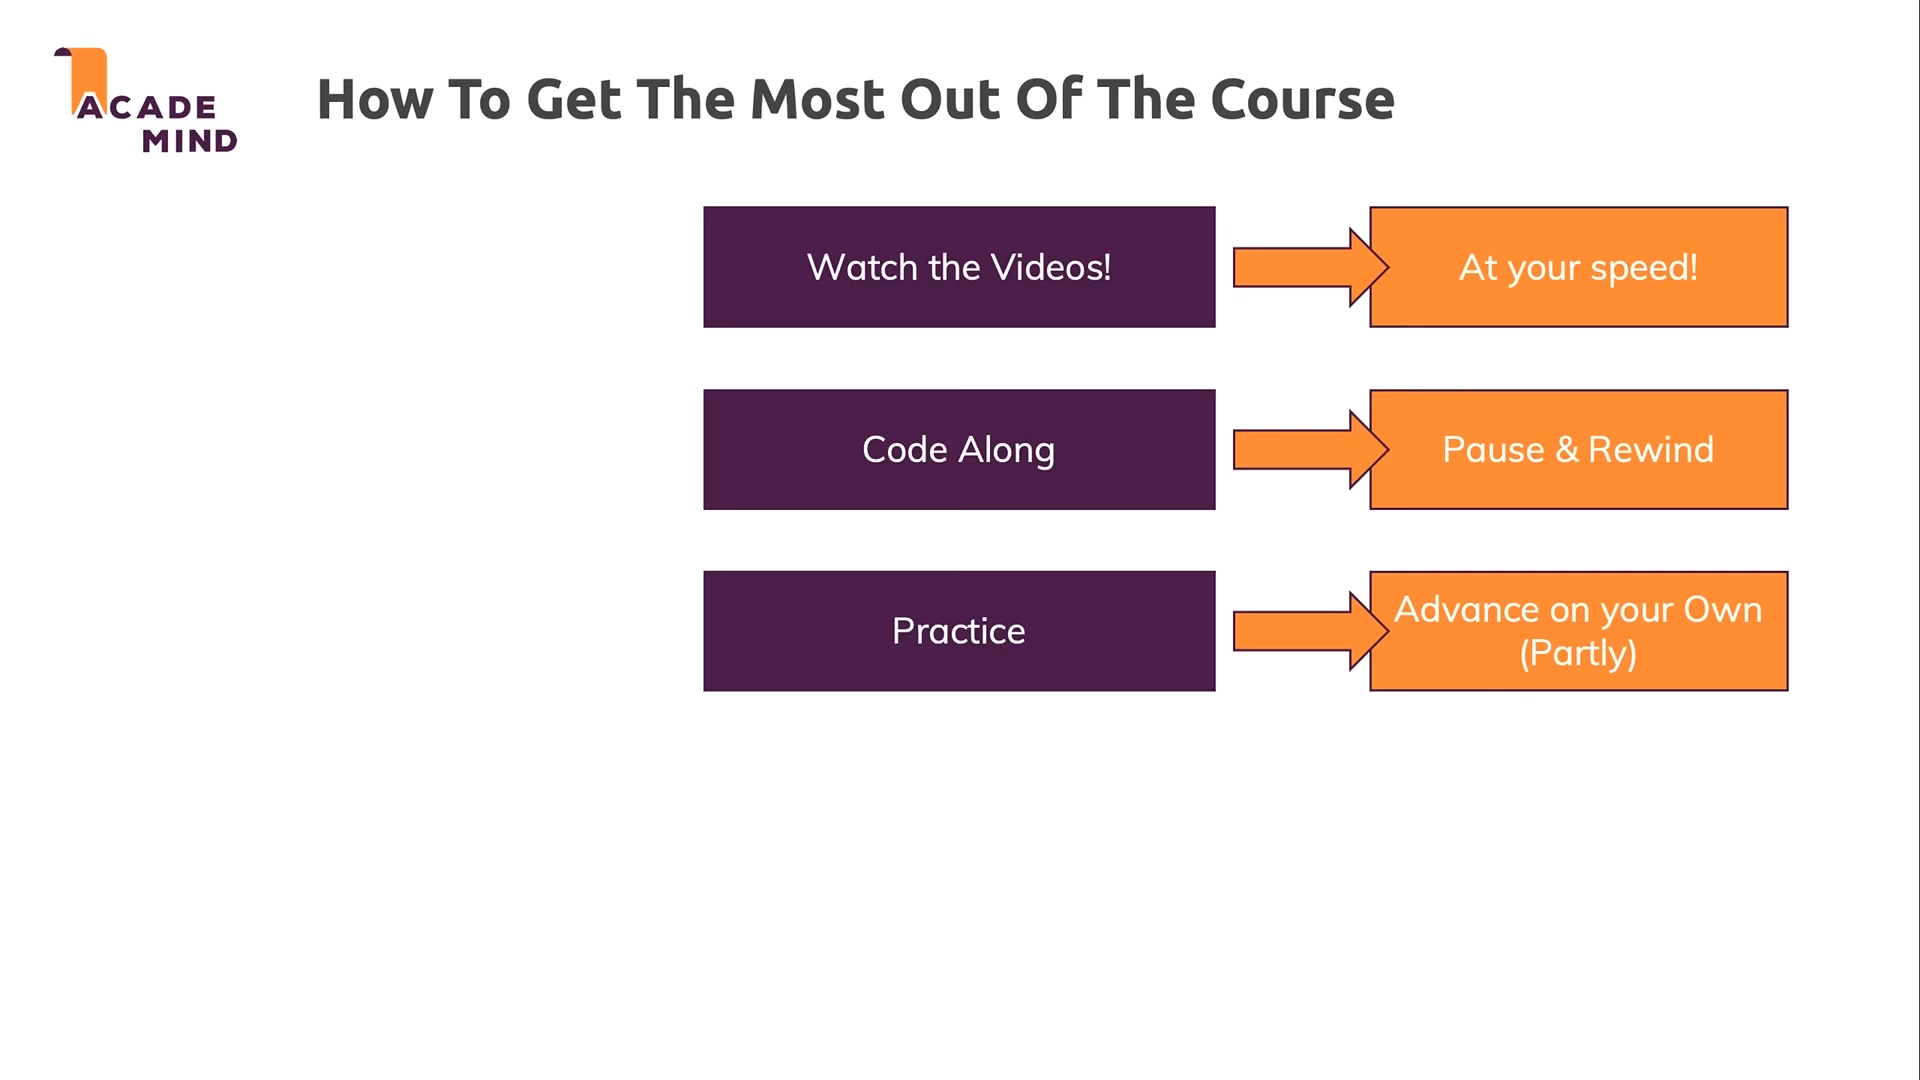 ACADE
MIND
How To Get The Most Out Of The Course
Watch the Videos!
At your speed!
Code Along
Pause & Rewind
Practice
Advance on your Own
(Partly)